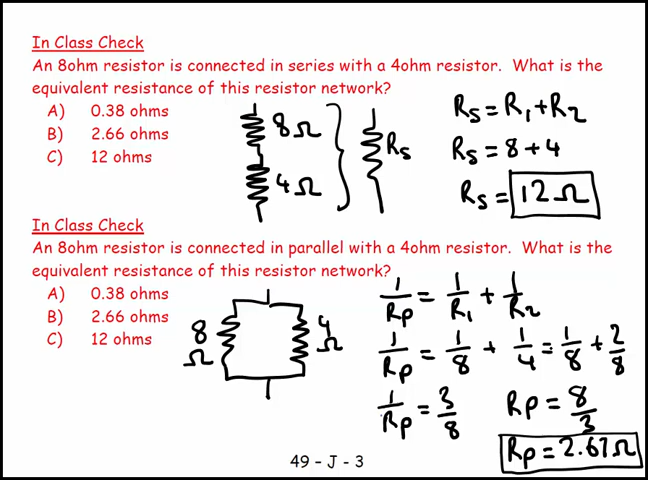 In Class Check
An 8ohm resistor is connected in series with a 4ohm resistor. What is the
equivalent resistance of this resistor network?
A) 0.38 ohms
B) 2.66 ohms
C) 12 ohms
8Ω
4Ω
Rs
Rs = R1 + R2
Rs = 8 + 4
Rs = 12Ω
In Class Check
An 8ohm resistor is connected in parallel with a 4ohm resistor. What is the
equivalent resistance of this resistor network?
A) 0.38 ohms
B) 2.66 ohms
C) 12 ohms
8
Ω
4
Ω
1/Rp = 1/R1 + 1/R2
1/Rp = 1/8 + 1/4 = 1/8 + 2/8
1/Rp = 3/8 Rp = 8/3
Rp = 2.67Ω
49 - J - 3